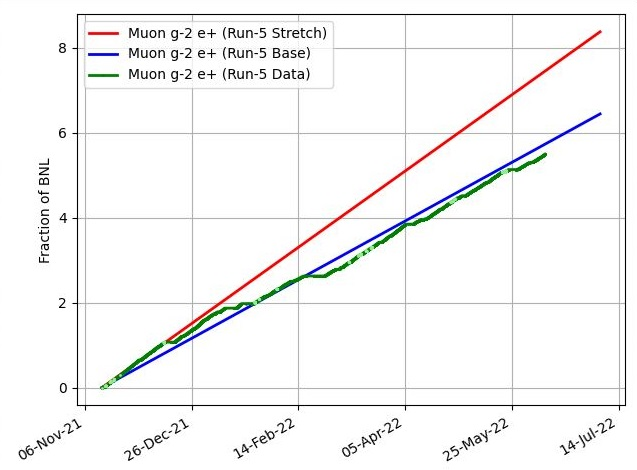 Muon g-2 e+ (Run-5 Stretch)
Muon g-2 e+ (Run-5 Base)
Muon g-2 e+ (Run-5 Data)
Fraction of BNL
8
6
4
2
0
06-Nov-21
26-Dec-21
14-Feb-22
05-Apr-22
25-May-22
14-Jul-22